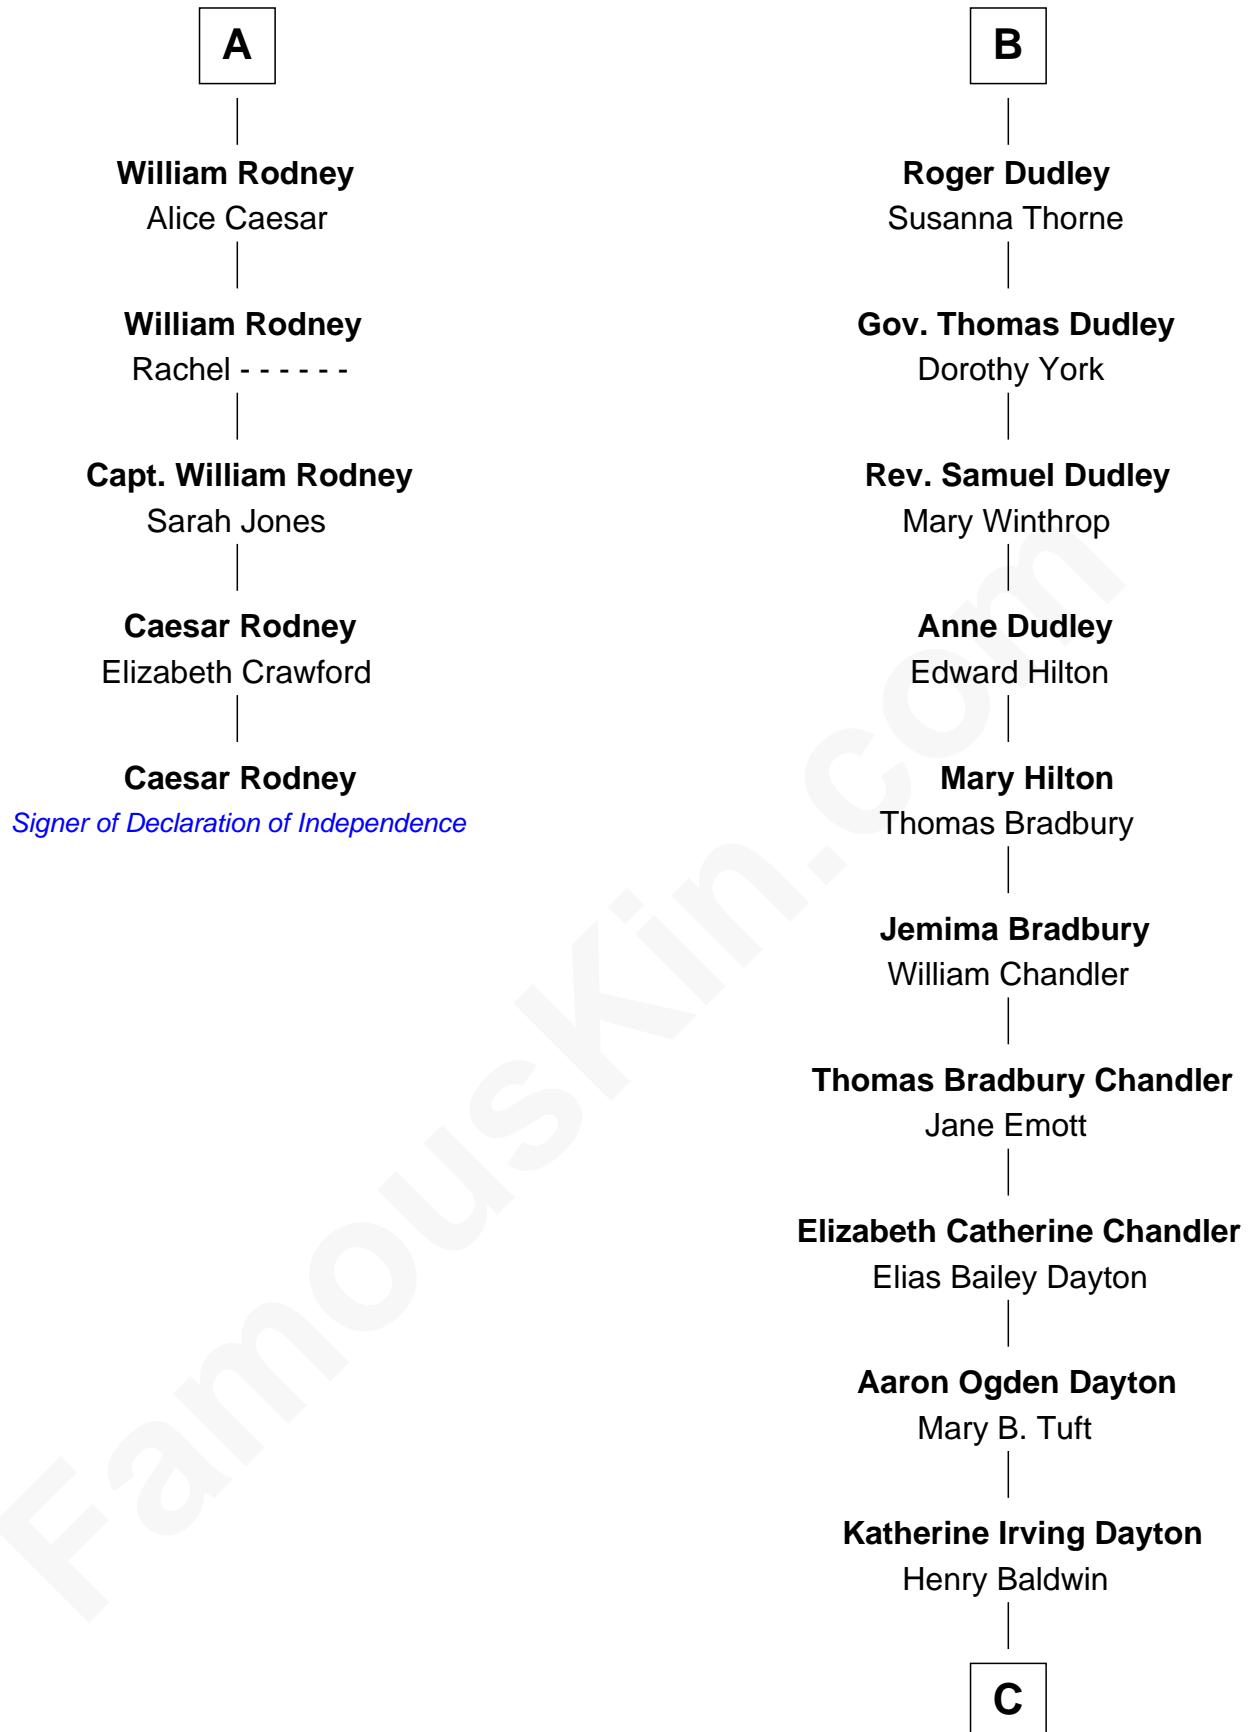 A
William Rodney
Alice Caesar
William Rodney
Rachel - - - - - -
Capt. William Rodney
Sarah Jones
Caesar Rodney
Elizabeth Crawford
Caesar Rodney
Signer of Declaration of Independence
B
Roger Dudley
Susanna Thorne
Gov. Thomas Dudley
Dorothy York
Rev. Samuel Dudley
Mary Winthrop
Anne Dudley
Edward Hilton
Mary Hilton
Thomas Bradbury
Jemima Bradbury
William Chandler
Thomas Bradbury Chandler
Jane Emott
Elizabeth Catherine Chandler
Elias Bailey Dayton
Aaron Ogden Dayton
Mary B. Tuft
Katherine Irving Dayton
Henry Baldwin
C
FamousKin.com